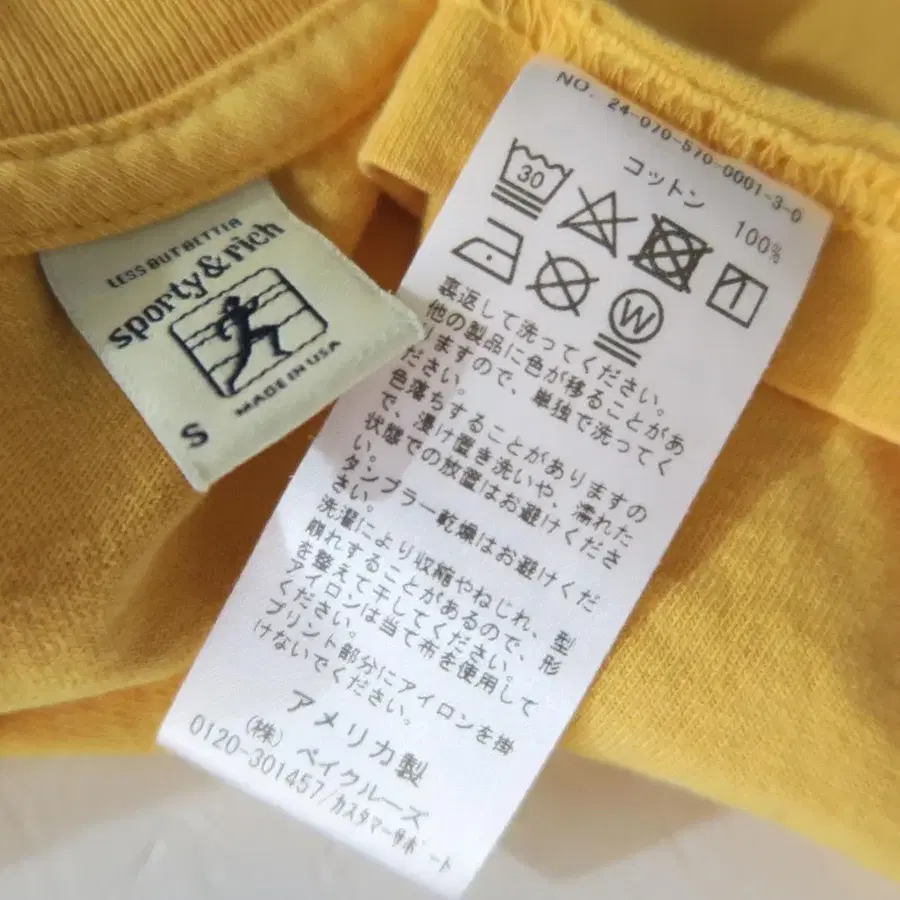 LESS BUT BETTER
sporty&rich
MADE IN USA
S
NO. 24-070-570-0001-3-0
コットン 100%
30
W
裏返して洗ってください。
他の製品に色が移ることがあ
りますので、単独で洗ってく
ださい。
色落ちすることがありますの
で、浸け置き洗いや、濡れた
状態での放置はお避けくださ
い。
タンブラー乾燥はお避けくだ
さい。
洗濯により収縮やねじれ、型
崩れすることがあるので、形
を整えて干してください。
アイロンは当て布を使用して
ください。
プリント部分にアイロンを掛
けないでください。
アメリカ製
(株) ベイクルーズ
0120-301457/カスタマーサポート